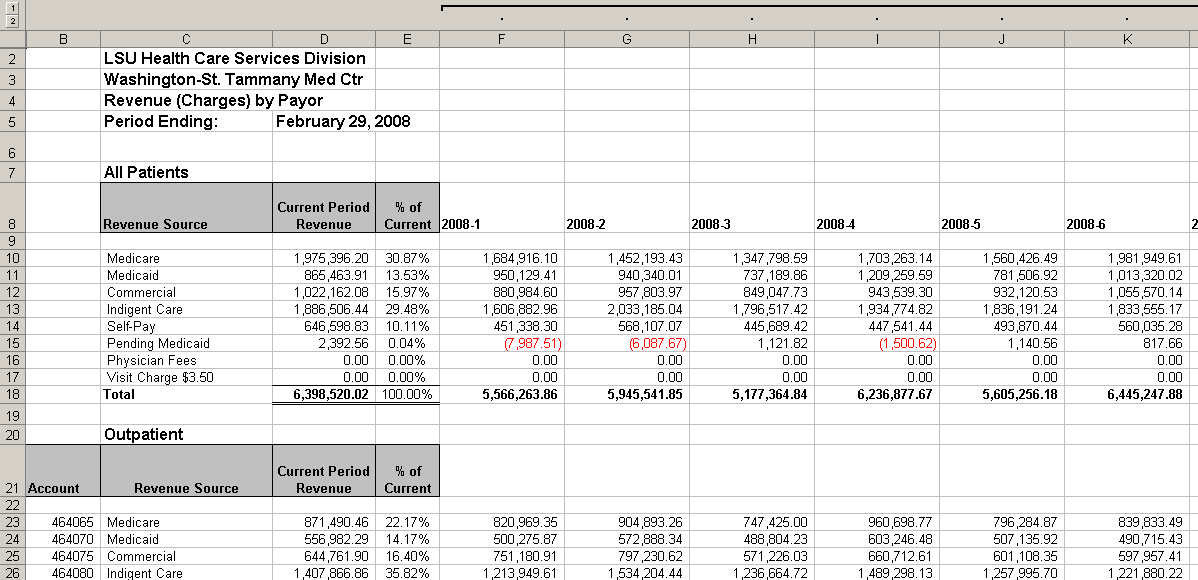 1
2
B C D E F G H I J K
2 LSU Health Care Services Division
3 Washington-St. Tammany Med Ctr
4 Revenue (Charges) by Payor
5 Period Ending: February 29, 2008
6
7 All Patients
8 Revenue Source Current Period Revenue % of Current 2008-1 2008-2 2008-3 2008-4 2008-5 2008-6 2
9
10 Medicare 1,975,396.20 30.87% 1,684,916.10 1,452,193.43 1,347,798.59 1,703,263.14 1,560,426.49 1,981,949.61
11 Medicaid 865,463.91 13.53% 950,129.41 940,340.01 737,189.86 1,209,259.59 781,506.92 1,013,320.02
12 Commercial 1,022,162.08 15.97% 880,984.60 957,803.97 849,047.73 943,539.30 932,120.53 1,055,570.14
13 Indigent Care 1,886,506.44 29.48% 1,606,882.96 2,033,185.04 1,796,517.42 1,934,774.82 1,836,191.24 1,833,555.17
14 Self-Pay 646,598.83 10.11% 451,338.30 568,107.07 445,689.42 447,541.44 493,870.44 560,035.28
15 Pending Medicaid 2,392.56 0.04% (7,987.51) (6,087.67) 1,121.82 (1,500.62) 1,140.56 817.66
16 Physician Fees 0.00 0.00% 0.00 0.00 0.00 0.00 0.00 0.00
17 Visit Charge $3.50 0.00 0.00% 0.00 0.00 0.00 0.00 0.00 0.00
18 Total 6,398,520.02 100.00% 5,566,263.86 5,945,541.85 5,177,364.84 6,236,877.67 5,605,256.18 6,445,247.88
19
20 Outpatient
21 Account Revenue Source Current Period Revenue % of Current
22
23 464065 Medicare 871,490.46 22.17% 820,969.35 904,893.26 747,425.00 960,698.77 796,284.87 839,833.49
24 464070 Medicaid 556,982.29 14.17% 500,275.87 572,888.34 488,804.23 603,246.48 507,135.92 490,715.43
25 464075 Commercial 644,761.90 16.40% 751,180.91 797,230.62 571,226.03 660,712.61 601,108.35 597,957.41
26 464080 Indigent Care 1,407,866.86 35.82% 1,213,949.61 1,534,204.44 1,236,664.72 1,489,298.13 1,257,995.70 1,221,880.22